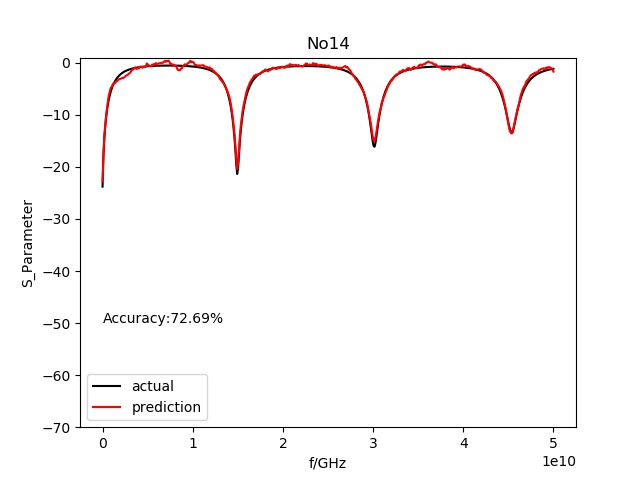 No14
0
−10
−20
−30
−40
−50
−60
−70
S_Parameter
Accuracy:72.69%
actual
prediction
0 1 2 3 4 5
1e10
f/GHz